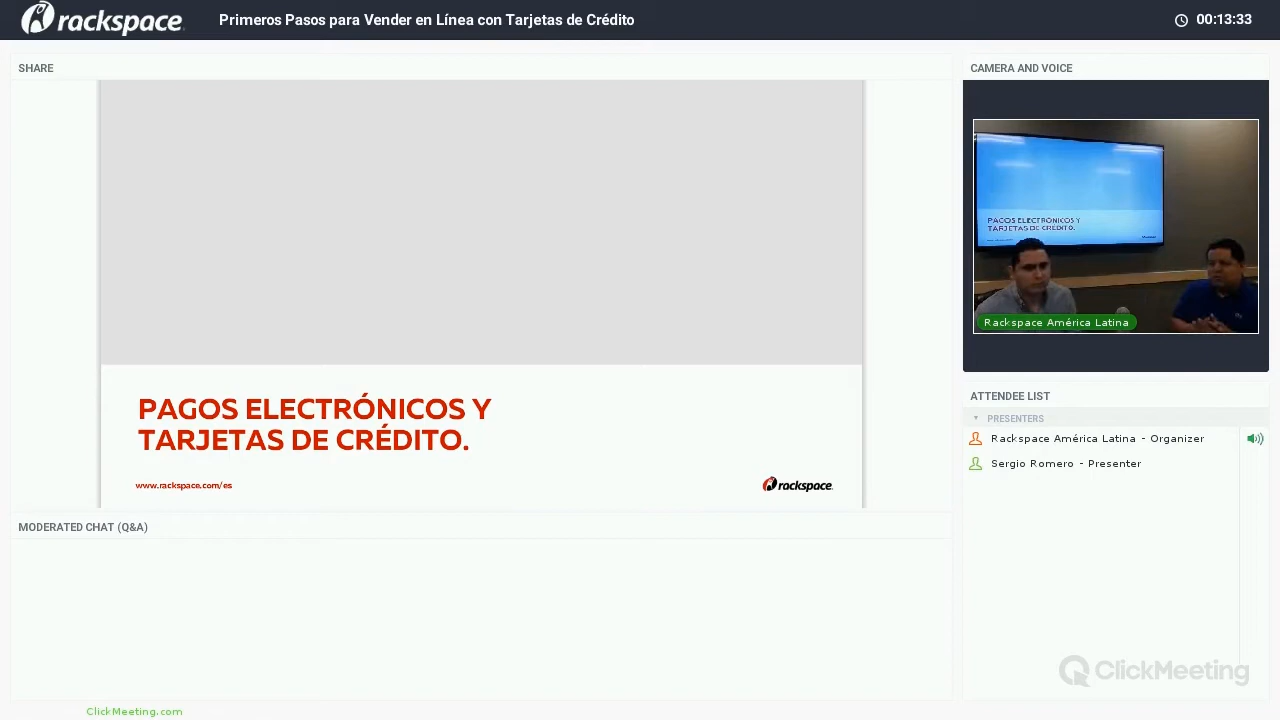 rackspace
Primeros Pasos para Vender en Línea con Tarjetas de Crédito
00:13:33
SHARE
PAGOS ELECTRÓNICOS Y
TARJETAS DE CRÉDITO.
www.rackspace.com/es
rackspace
CAMERA AND VOICE
PAGOS ELECTRÓNICOS Y
TARJETAS DE CRÉDITO.
Rackspace América Latina
ATTENDEE LIST
PRESENTERS
Rackspace América Latina - Organizer
Sergio Romero - Presenter
MODERATED CHAT (Q&A)
ClickMeeting
ClickMeeting.com